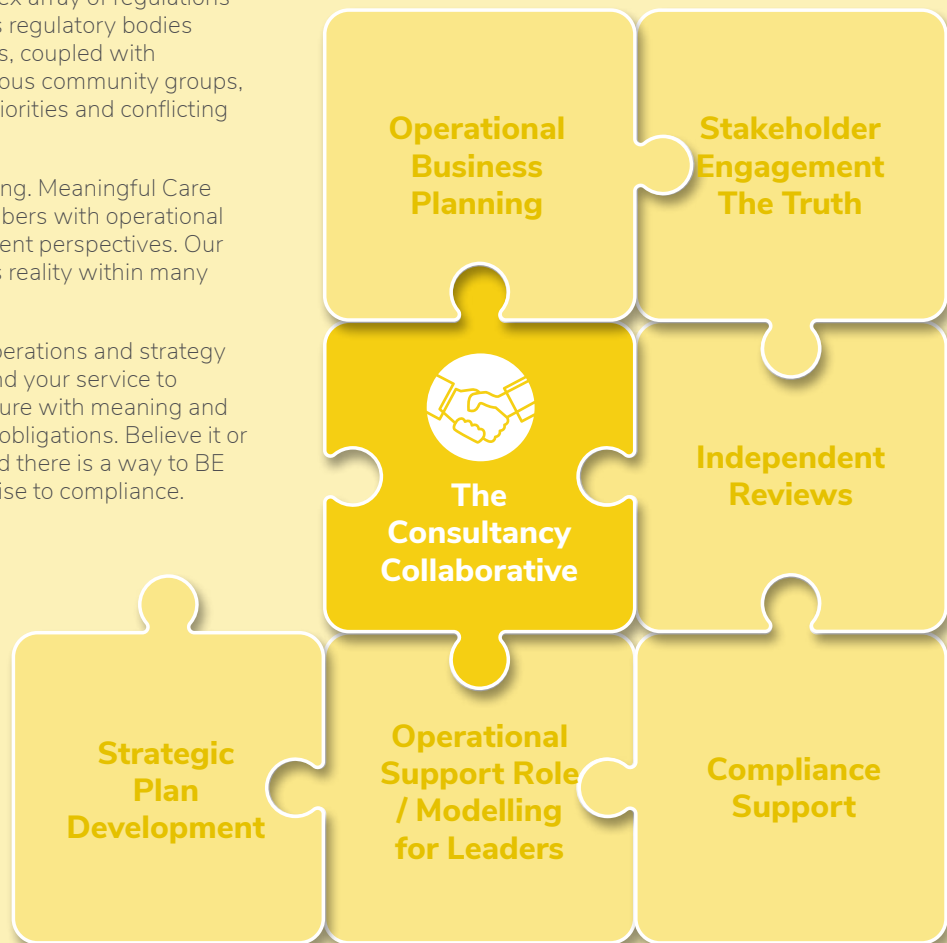 ex array of regulations
s regulatory bodies
s, coupled with
ous community groups,
iorities and conflicting
ng. Meaningful Care
bers with operational
ent perspectives. Our
s reality within many
perations and strategy
nd your service to
ure with meaning and
obligations. Believe it or
d there is a way to BE
ise to compliance.
Operational
Business
Planning
Stakeholder
Engagement
The Truth
The
Consultancy
Collaborative
Independent
Reviews
Strategic
Plan
Development
Operational
Support Role
/ Modelling
for Leaders
Compliance
Support